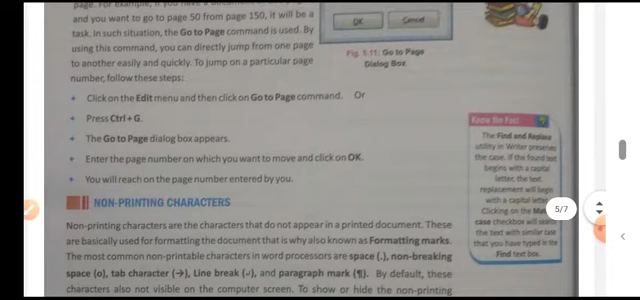 page. For example, if you have a document of
and you want to go to page 50 from page 150, it will be a
task. In such situation, the Go to Page command is used. By
using this command, you can directly jump from one page
to another easily and quickly. To jump on a particular page
number, follow these steps:
OK Cancel
Fig. 5.11: Go to Page
Dialog Box
+ Click on the Edit menu and then click on Go to Page command. Or
+ Press Ctrl + G.
+ The Go to Page dialog box appears.
+ Enter the page number on which you want to move and click on OK.
+ You will reach on the page number entered by you.
NON-PRINTING CHARACTERS
Non-printing characters are the characters that do not appear in a printed document. These
are basically used for formatting the document that is why also known as Formatting marks.
The most common non-printable characters in word processors are space (.), non-breaking
space (o), tab character (→), Line break (↲), and paragraph mark (¶). By default, these
characters also not visible on the computer screen. To show or hide the non-printing
Know the Fact
The Find and Replace
utility in Writer preserves
the case. If the found text
begins with a capital
letter, the text
replacement will begin
with a capital letter.
Clicking on the
case checkbox will
the text with similar case
that you have typed in the
Find text box.
5/7